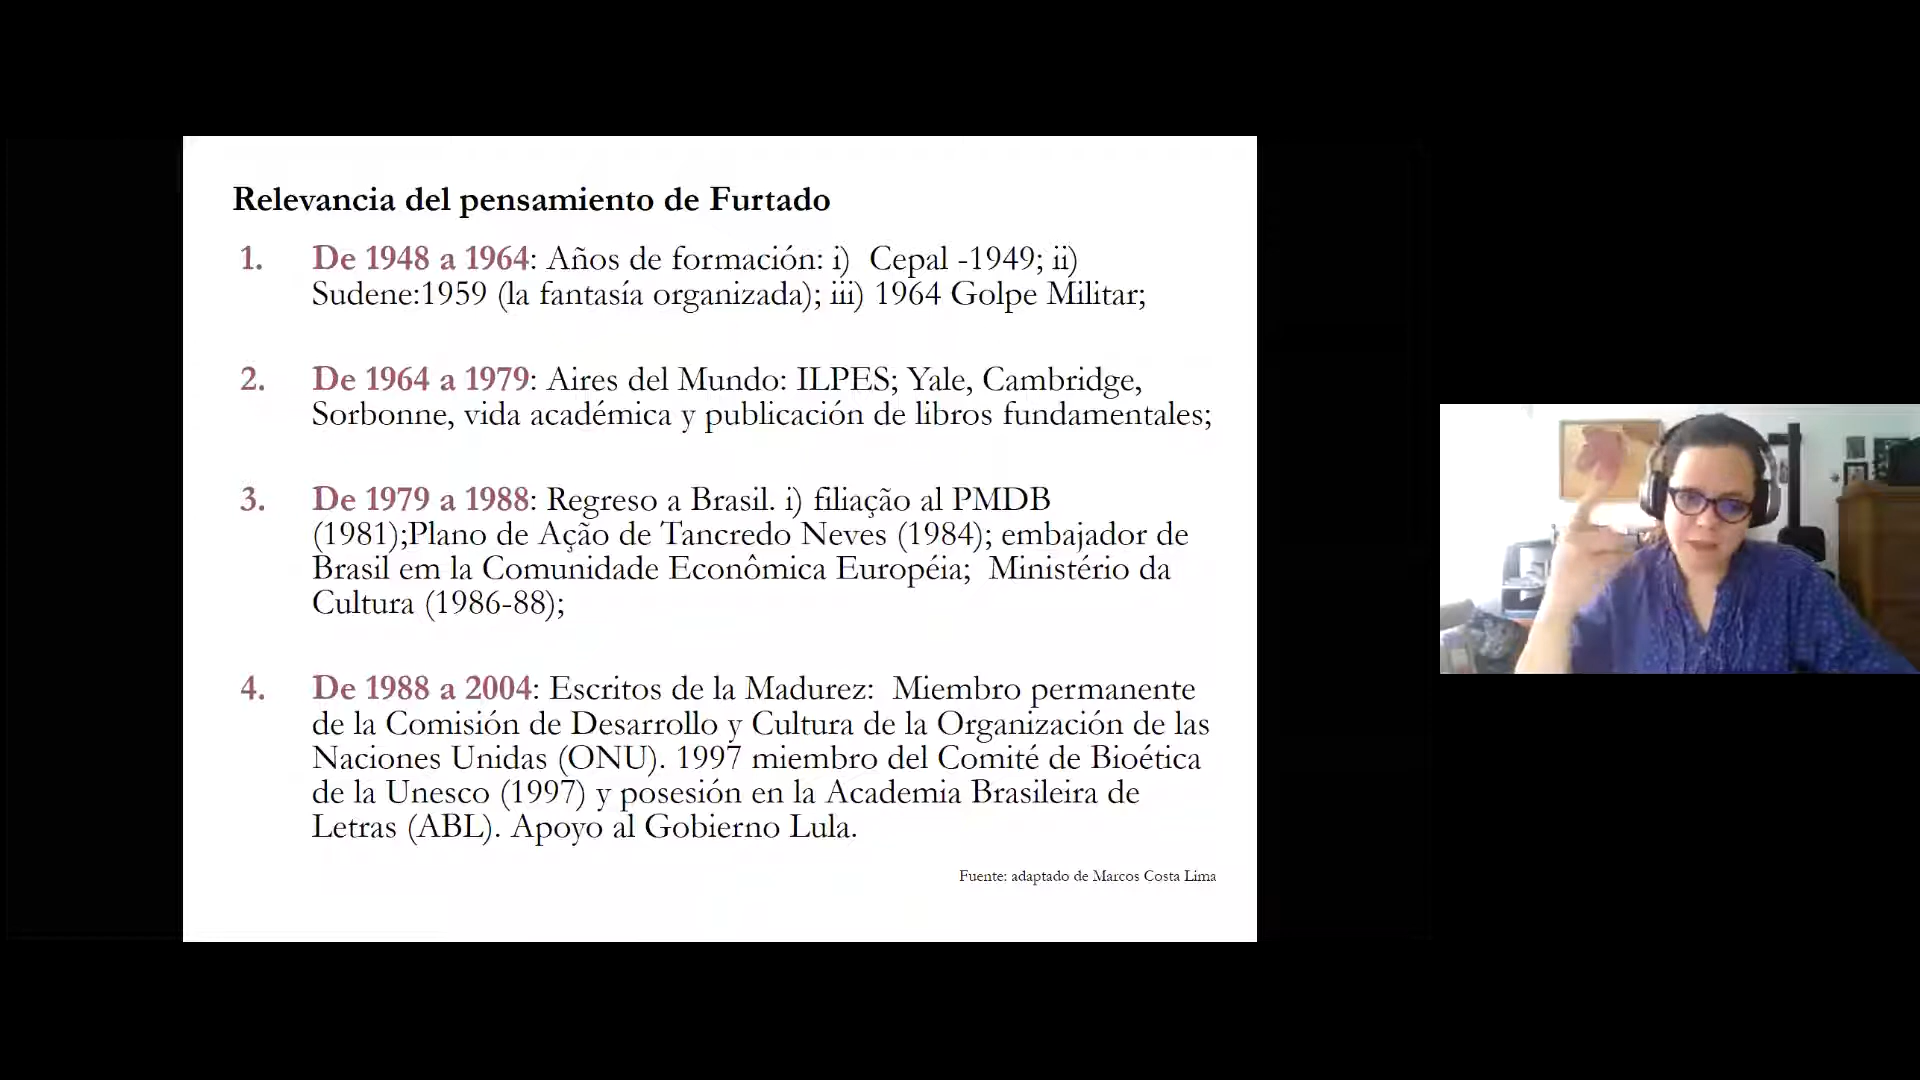 Relevancia del pensamiento de Furtado
1. De 1948 a 1964: Años de formación: i) Cepal -1949; ii)
Sudene:1959 (la fantasía organizada); iii) 1964 Golpe Militar;
2. De 1964 a 1979: Aires del Mundo: ILPES; Yale, Cambridge,
Sorbonne, vida académica y publicación de libros fundamentales;
3. De 1979 a 1988: Regreso a Brasil. i) filiação al PMDB
(1981);Plano de Ação de Tancredo Neves (1984); embajador de
Brasil em la Comunidade Econômica Européia; Ministério da
Cultura (1986-88);
4. De 1988 a 2004: Escritos de la Madurez: Miembro permanente
de la Comisión de Desarrollo y Cultura de la Organización de las
Naciones Unidas (ONU). 1997 miembro del Comité de Bioética
de la Unesco (1997) y posesión en la Academia Brasileira de
Letras (ABL). Apoyo al Gobierno Lula.
Fuente: adaptado de Marcos Costa Lima